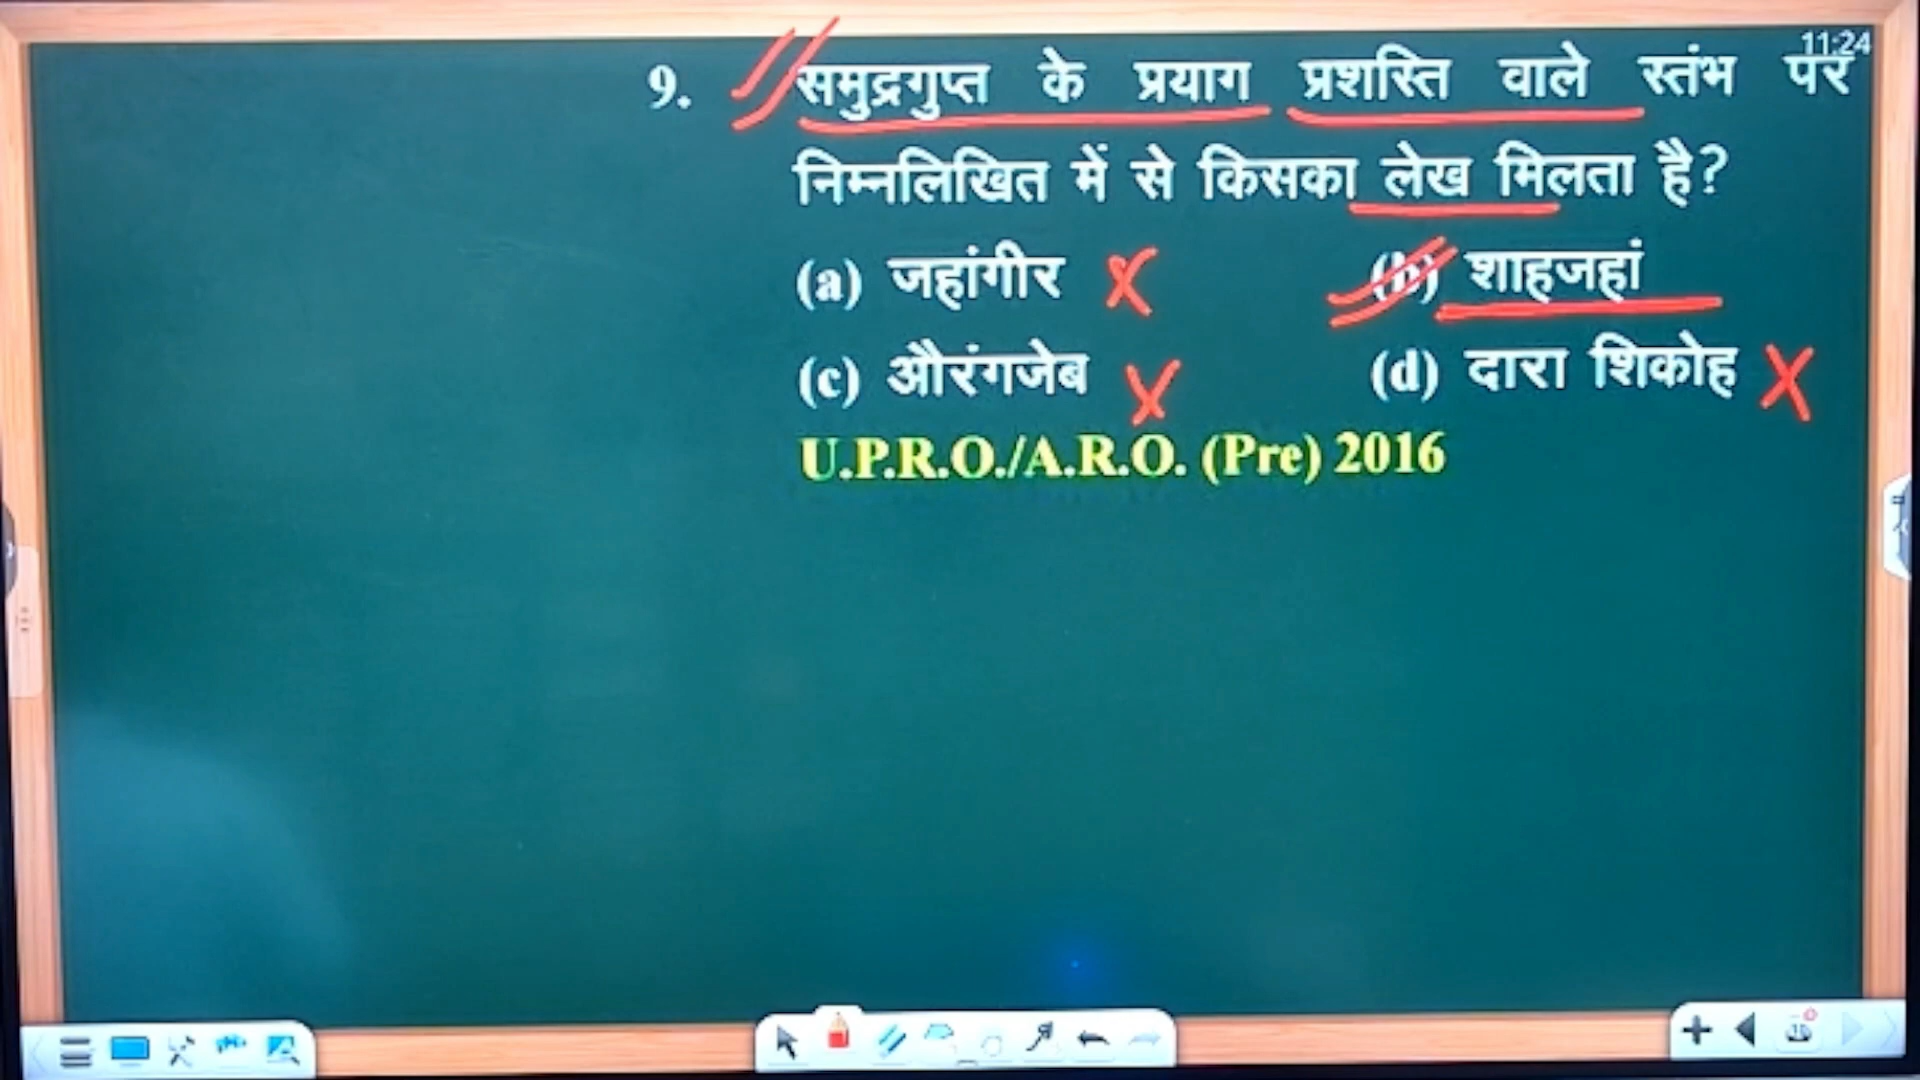 11:24
9. समुद्रगुप्त के प्रयाग प्रशस्ति वाले स्तंभ पर
निम्नलिखित में से किसका लेख मिलता है?
(a) जहांगीर (b) शाहजहां
(c) औरंगजेब (d) दारा शिकोह
U.P.R.O./A.R.O. (Pre) 2016